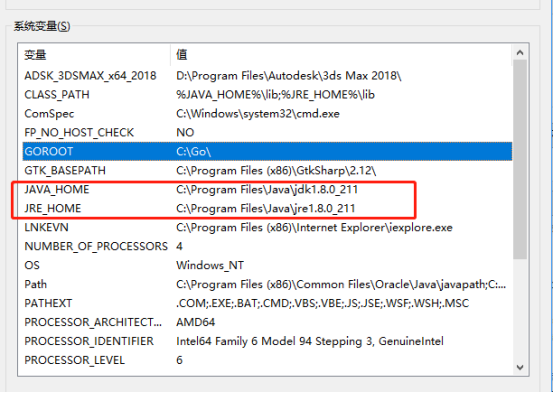 系统变量(S)
变量 值
ADSK_3DSMAX_x64_2018 D:\Program Files\Autodesk\3ds Max 2018\
CLASS_PATH %JAVA_HOME%\lib;%JRE_HOME%\lib
ComSpec C:\Windows\system32\cmd.exe
FP_NO_HOST_CHECK NO
GOROOT C:\Go\
GTK_BASEPATH C:\Program Files (x86)\GtkSharp\2.12\
JAVA_HOME C:\Program Files\Java\jdk1.8.0_211
JRE_HOME C:\Program Files\Java\jre1.8.0_211
LNKEVN C:\Program Files (x86)\Internet Explorer\iexplore.exe
NUMBER_OF_PROCESSORS 4
OS Windows_NT
Path C:\Program Files (x86)\Common Files\Oracle\Java\javapath;C:...
PATHEXT .COM;.EXE;.BAT;.CMD;.VBS;.VBE;.JS;.JSE;.WSF;.WSH;.MSC
PROCESSOR_ARCHITECT... AMD64
PROCESSOR_IDENTIFIER Intel64 Family 6 Model 94 Stepping 3, GenuineIntel
PROCESSOR_LEVEL 6